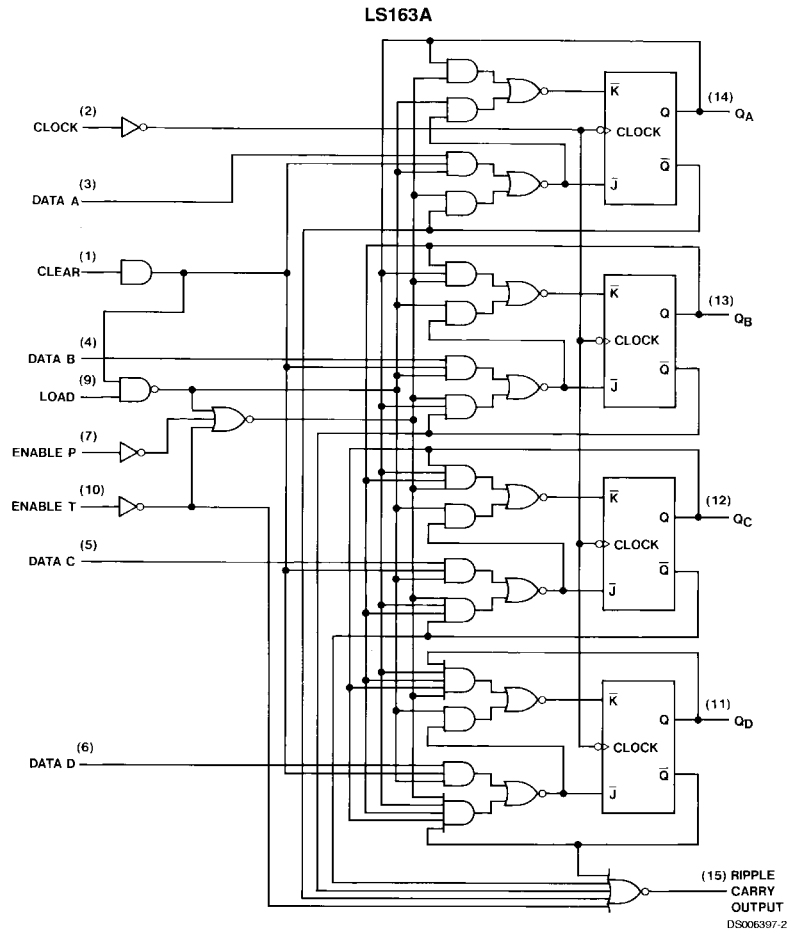 LS163A
K̅
(2)
CLOCK
Q
(14)
QA
CLOCK
(3)
Q̅
DATA A
J̅
(1)
CLEAR
K̅
(13)
Q
QB
(4)
CLOCK
DATA B
(9)
Q̅
LOAD
J̅
(7)
ENABLE P
K̅
(10)
(12)
ENABLE T
Q
QC
(5)
CLOCK
DATA C
Q̅
J̅
K̅
(11)
Q
QD
(6)
CLOCK
DATA D
Q̅
J̅
(15) RIPPLE
CARRY
OUTPUT
DS006397-2